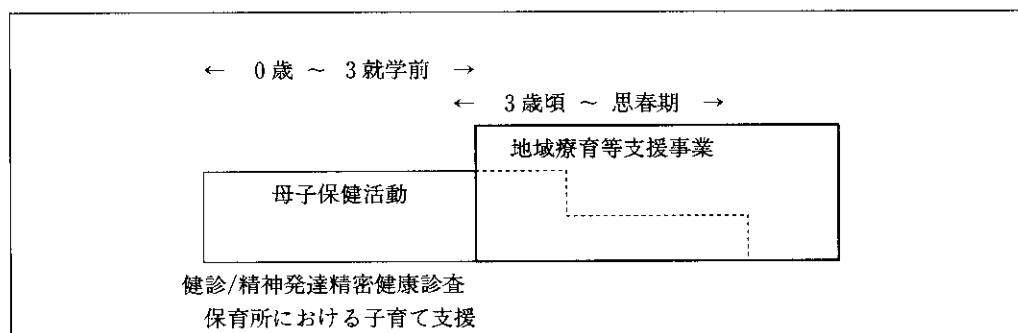 ← 0歳 ～ 3就学前 →
← 3歳頃 ～ 思春期 →
地域療育等支援事業
母子保健活動
健診/精神発達精密健康診査
保育所における子育て支援